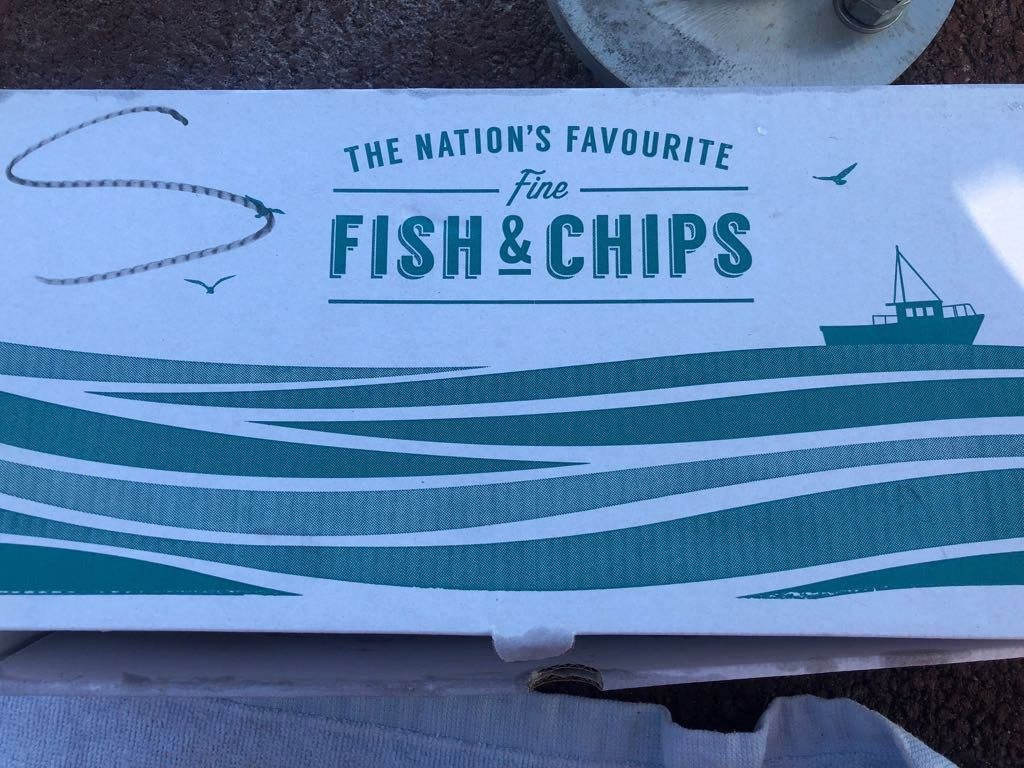 S
THE NATION'S FAVOURITE
Fine
FISH & CHIPS